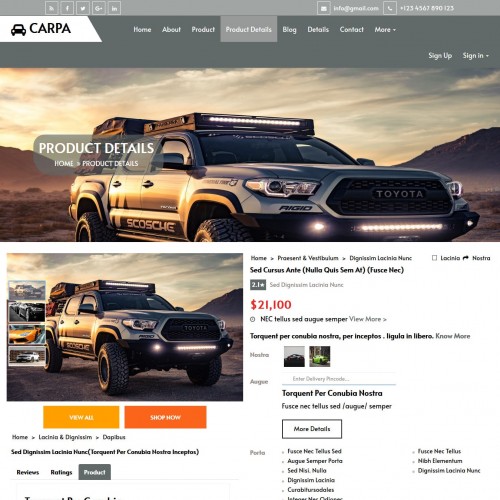 info@gmail.com
+123 4567 890 123
CARPA
Home
About
Product
Product Details
Blog
Details
Contact
More
Sign Up
Sign in
PRODUCT DETAILS
HOME » PRODUCT DETAILS
TOYOTA
RIGID
SCOSCHE
Home > Praesent & Vestibulum > Dignissim Lacinia Nunc
Lacinia
Nostra
Sed Cursus Ante (Nulla Quis Sem At) (Fusce Nec)
2.1★ Sed Dignissim Lacinia Nunc
$21,100
NEC tellus sed augue semper View More >
Torquent per conubia nostra, per inceptos . ligula in libero. Know More
Nostra
Augue
Enter Delivery Pincode...
Torquent Per Conubia Nostra
Fusce nec tellus sed /augue/ semper
More Details
Porta
Fusce Nec Tellus Sed
Augue Semper Porta
Sed Nisi. Nulla
Dignissim Lacinia
Curabitursodales
Integer Nec Odies
Fusce Nec Tellus
Nibh Elementum
Dignissim Lacinia Nunc
TOYOTA
SCOSCHE
VIEW ALL
SHOP NOW
Home > Lacinia & Dignissim > Dapibus
Sed Dignissim Lacinia Nunc(Torquent Per Conubia Nostra Inceptos)
Reviews
Ratings
Product
Torquent Per Conubia